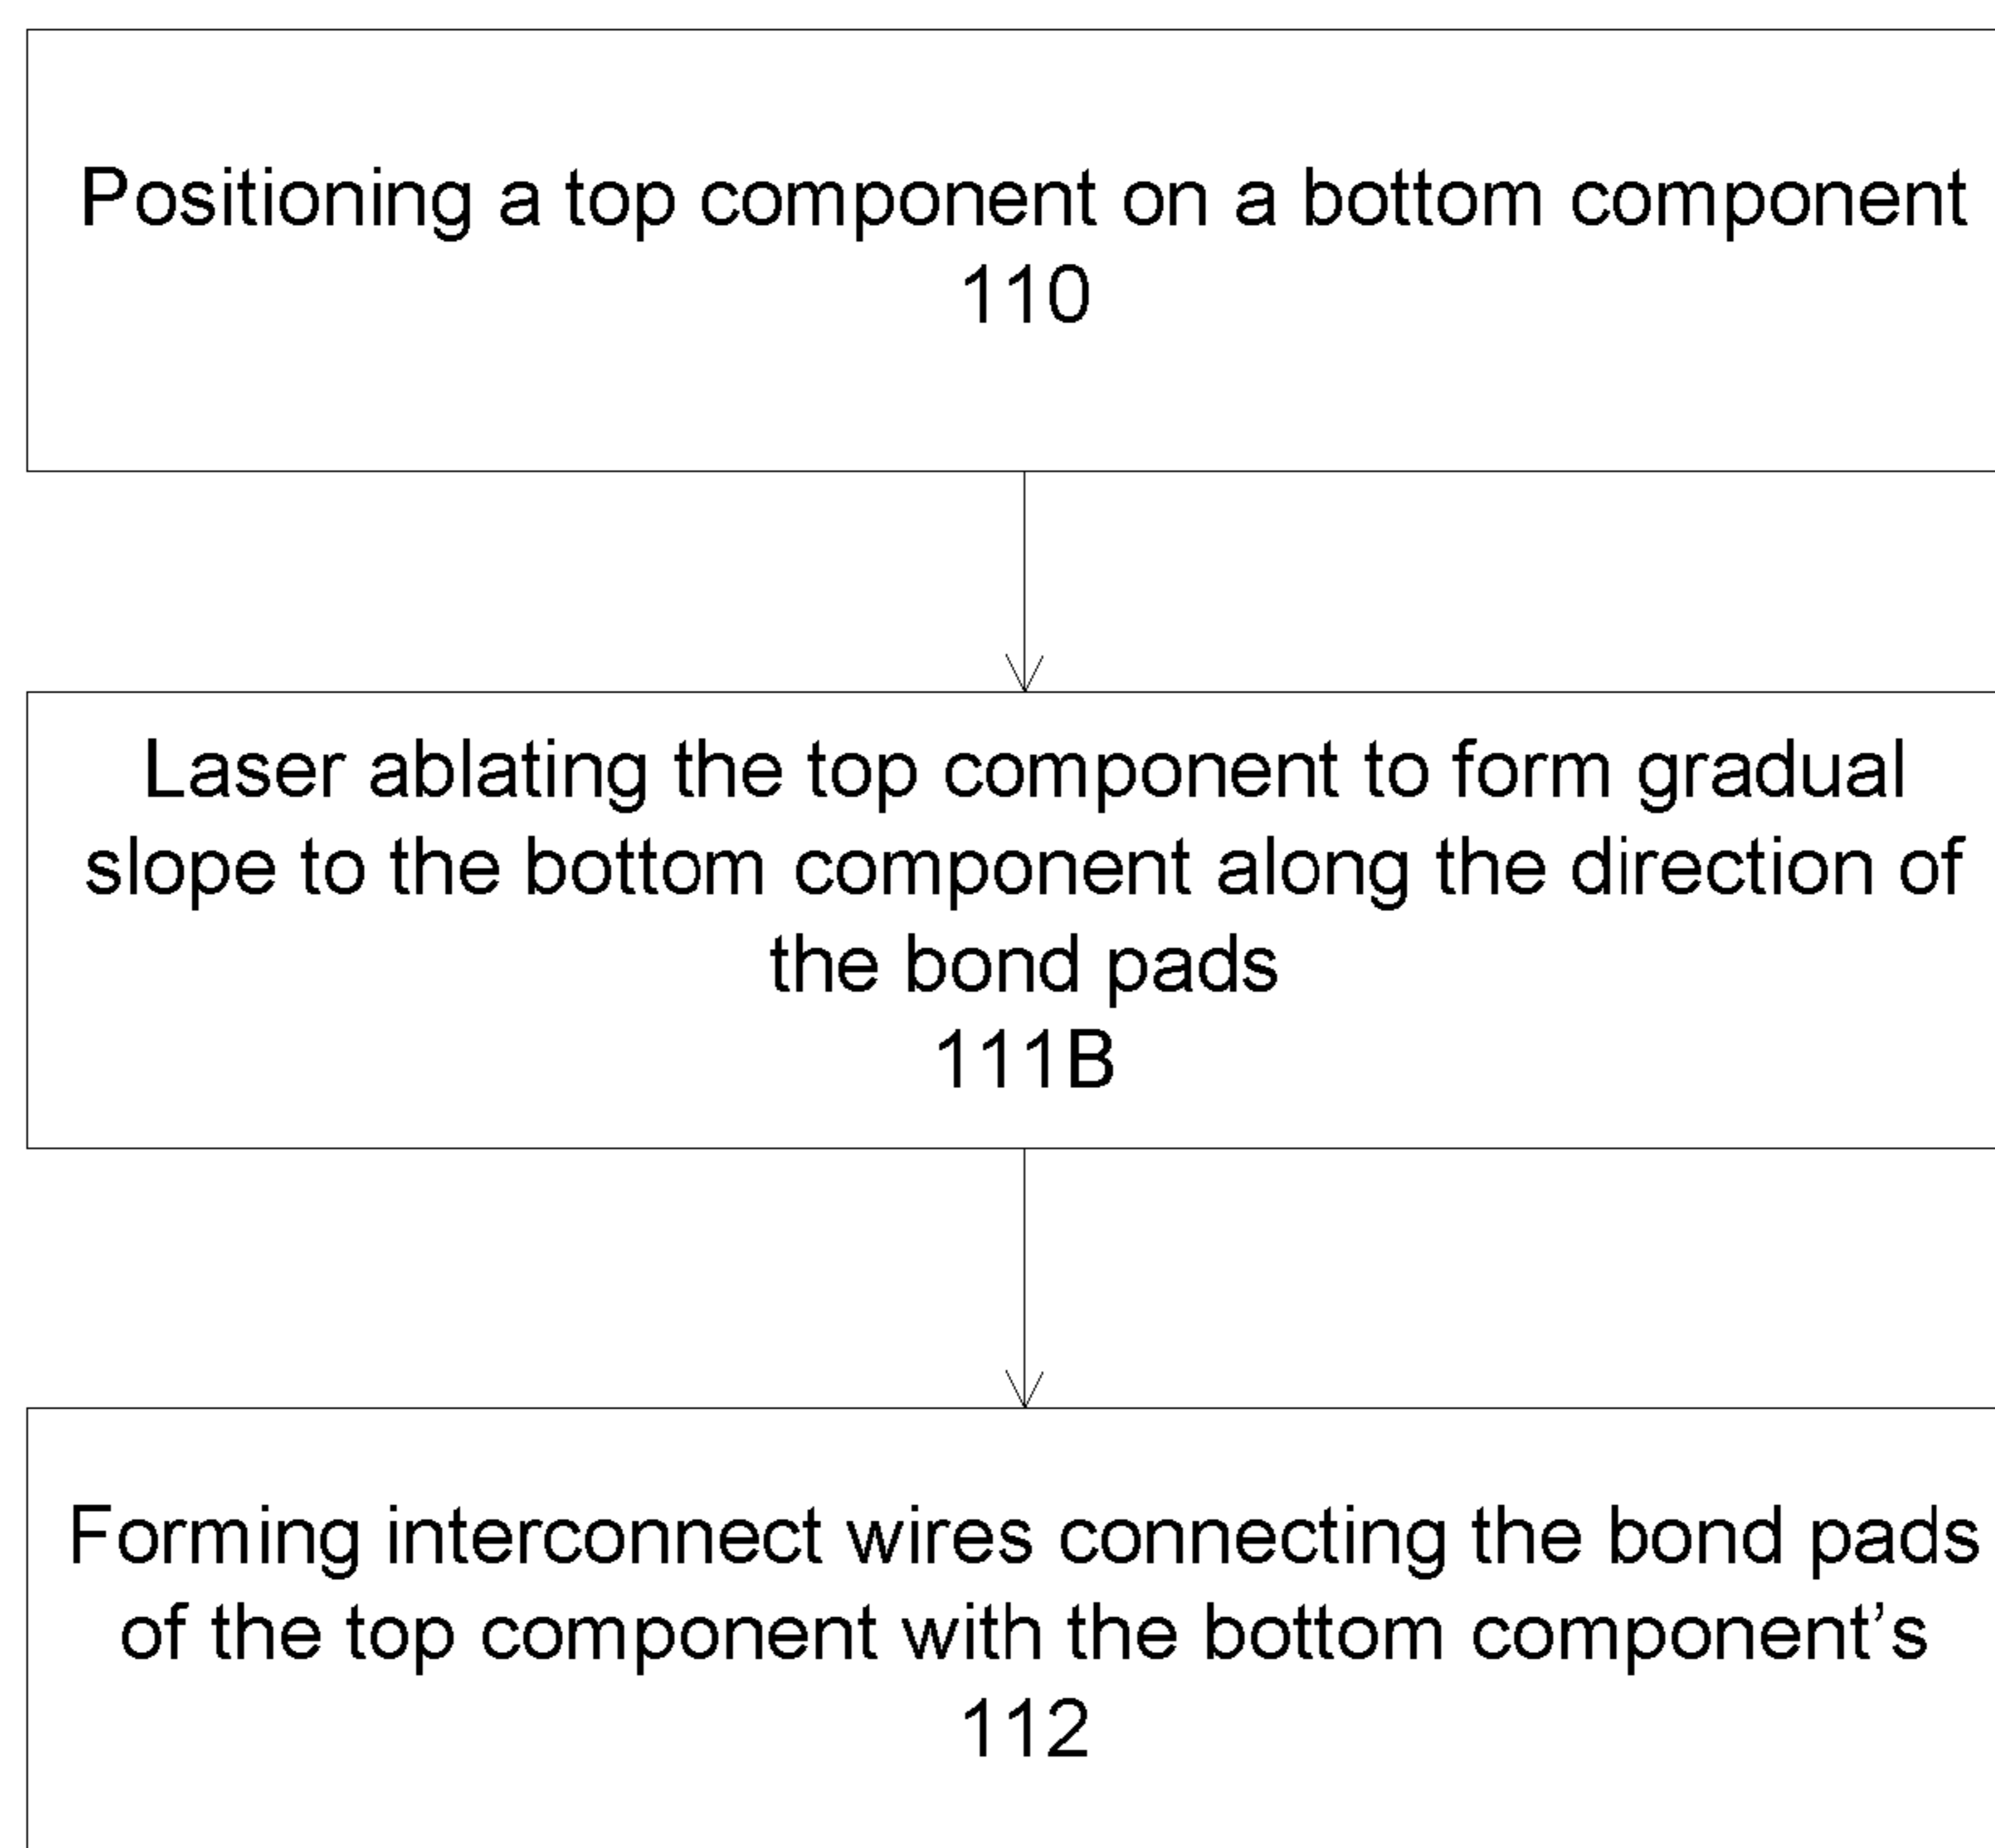 Positioning a top component on a bottom component
110
Laser ablating the top component to form gradual
slope to the bottom component along the direction of
the bond pads
111B
Forming interconnect wires connecting the bond pads
of the top component with the bottom component’s
112